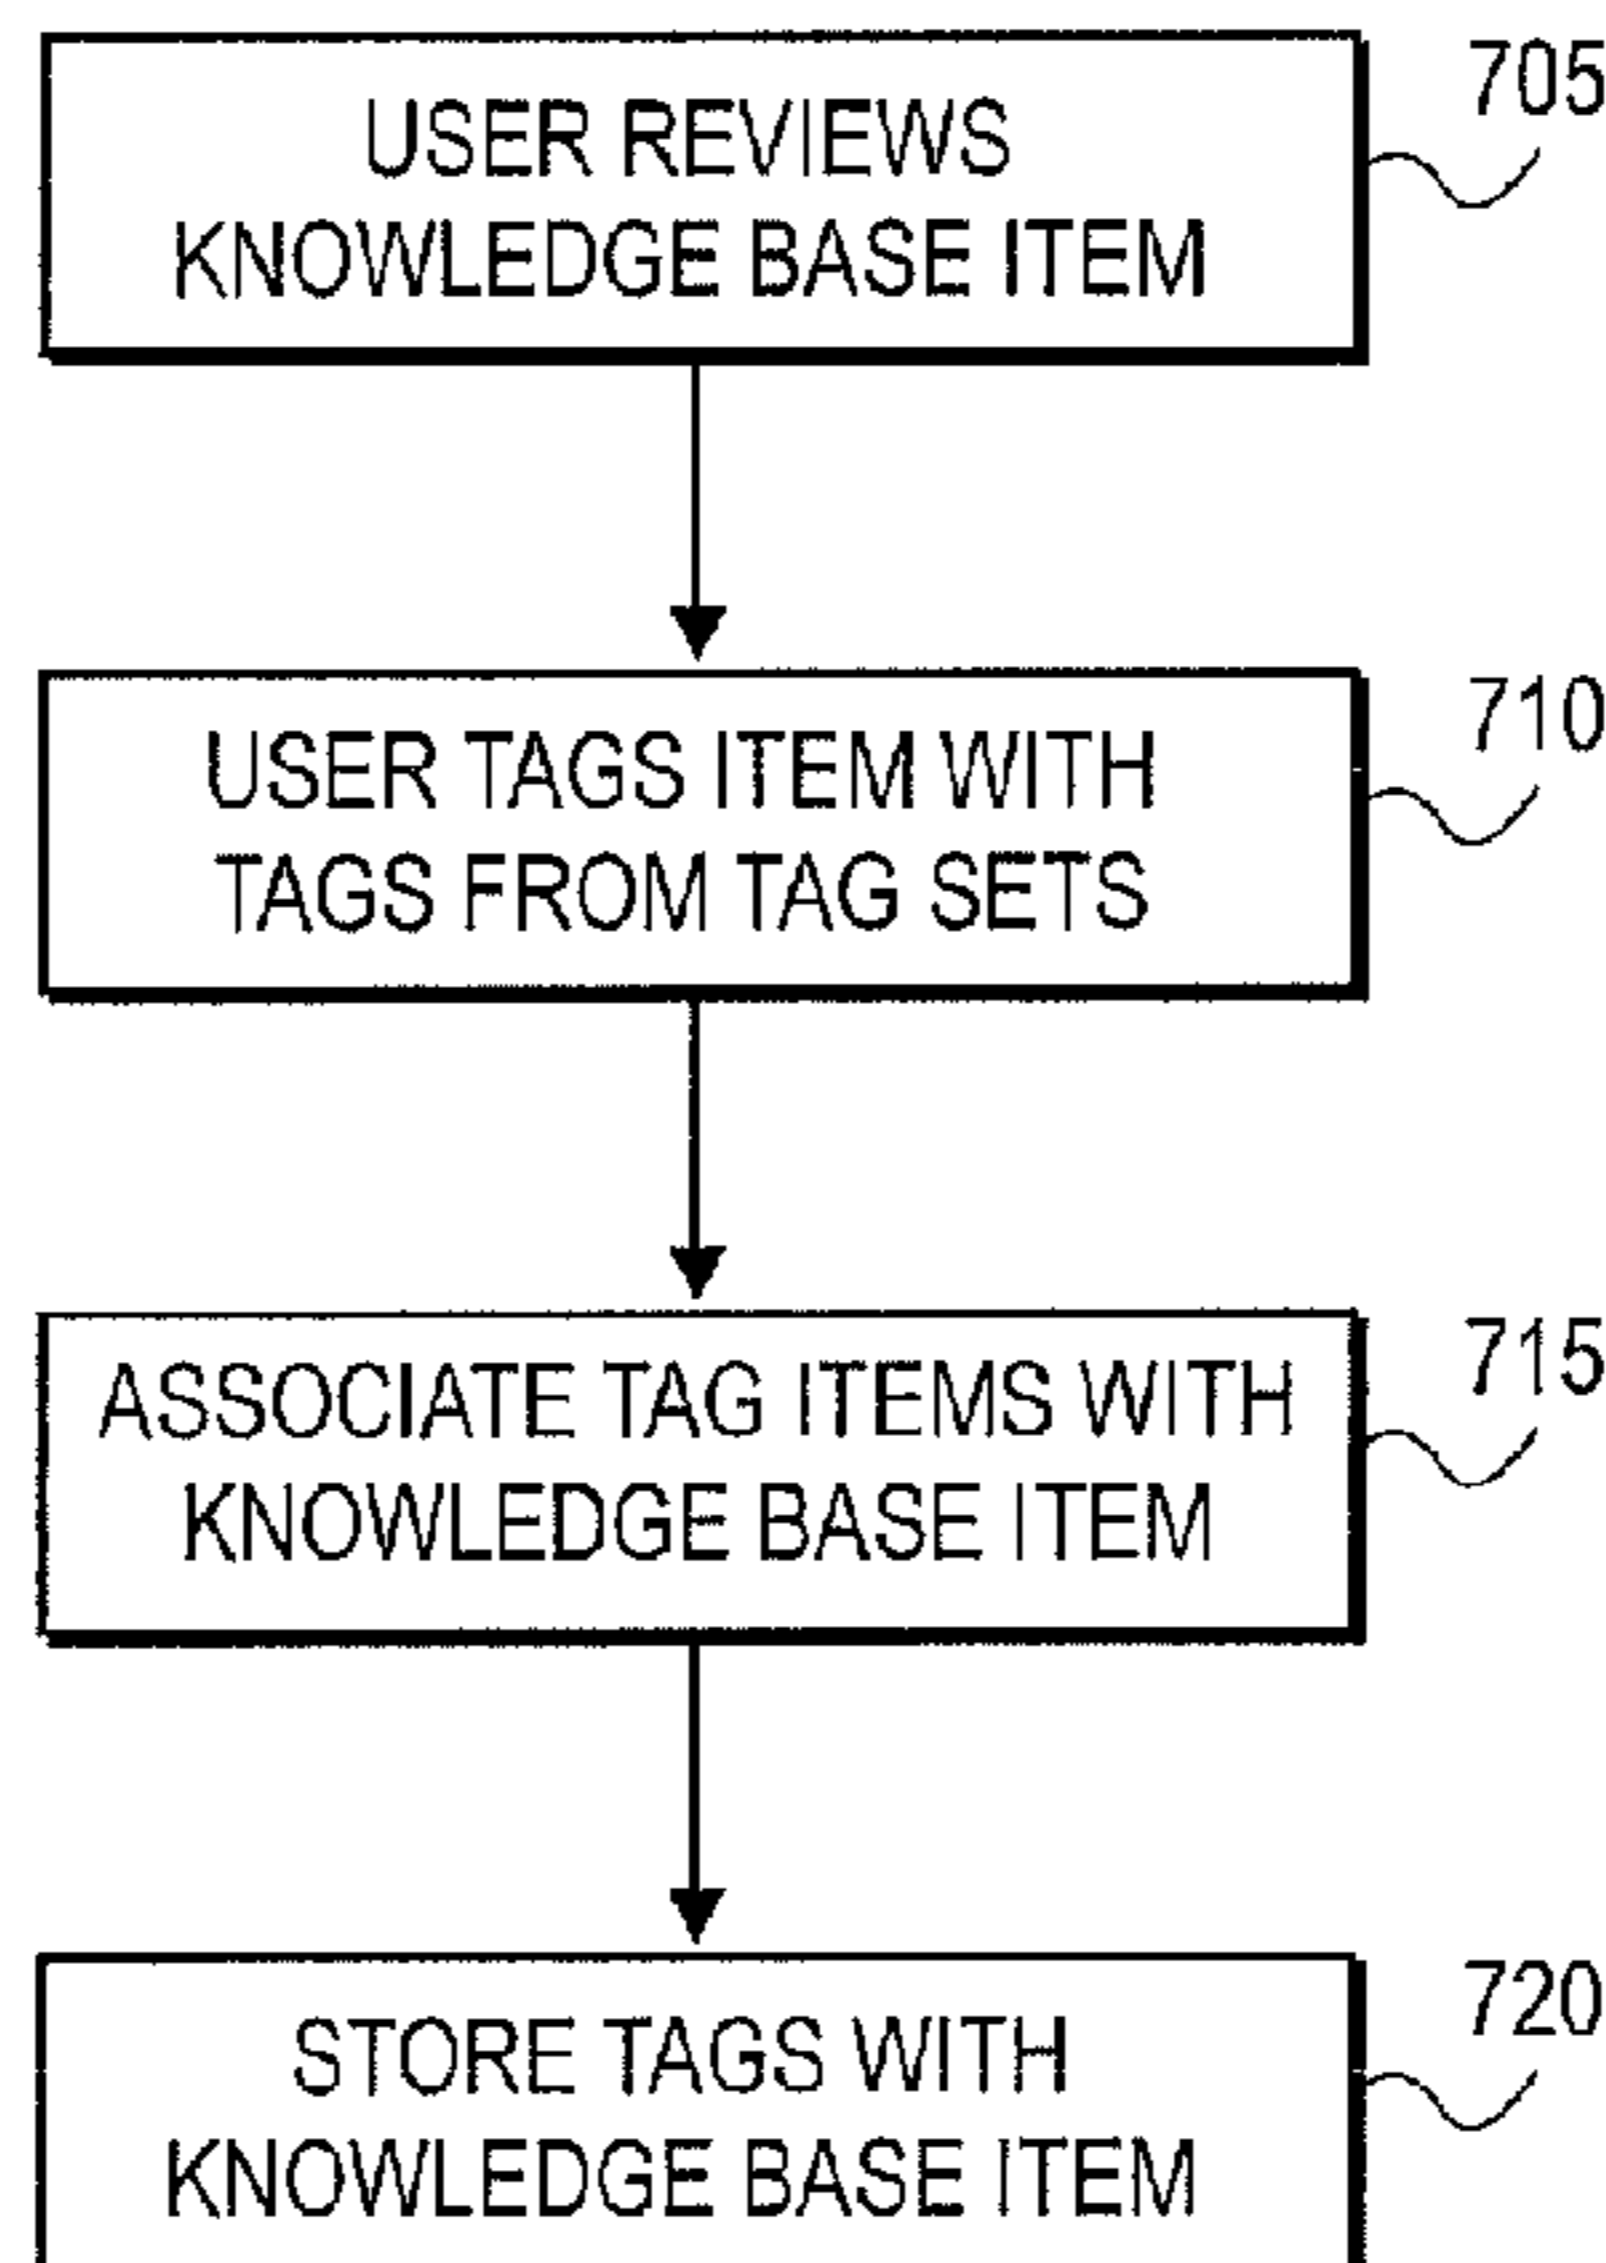 705
USER REVIEWS
KNOWLEDGE BASE ITEM
710
USER TAGS ITEM WITH
TAGS FROM TAG SETS
715
ASSOCIATE TAG ITEMS WITH
KNOWLEDGE BASE ITEM
720
STORE TAGS WITH
KNOWLEDGE BASE ITEM